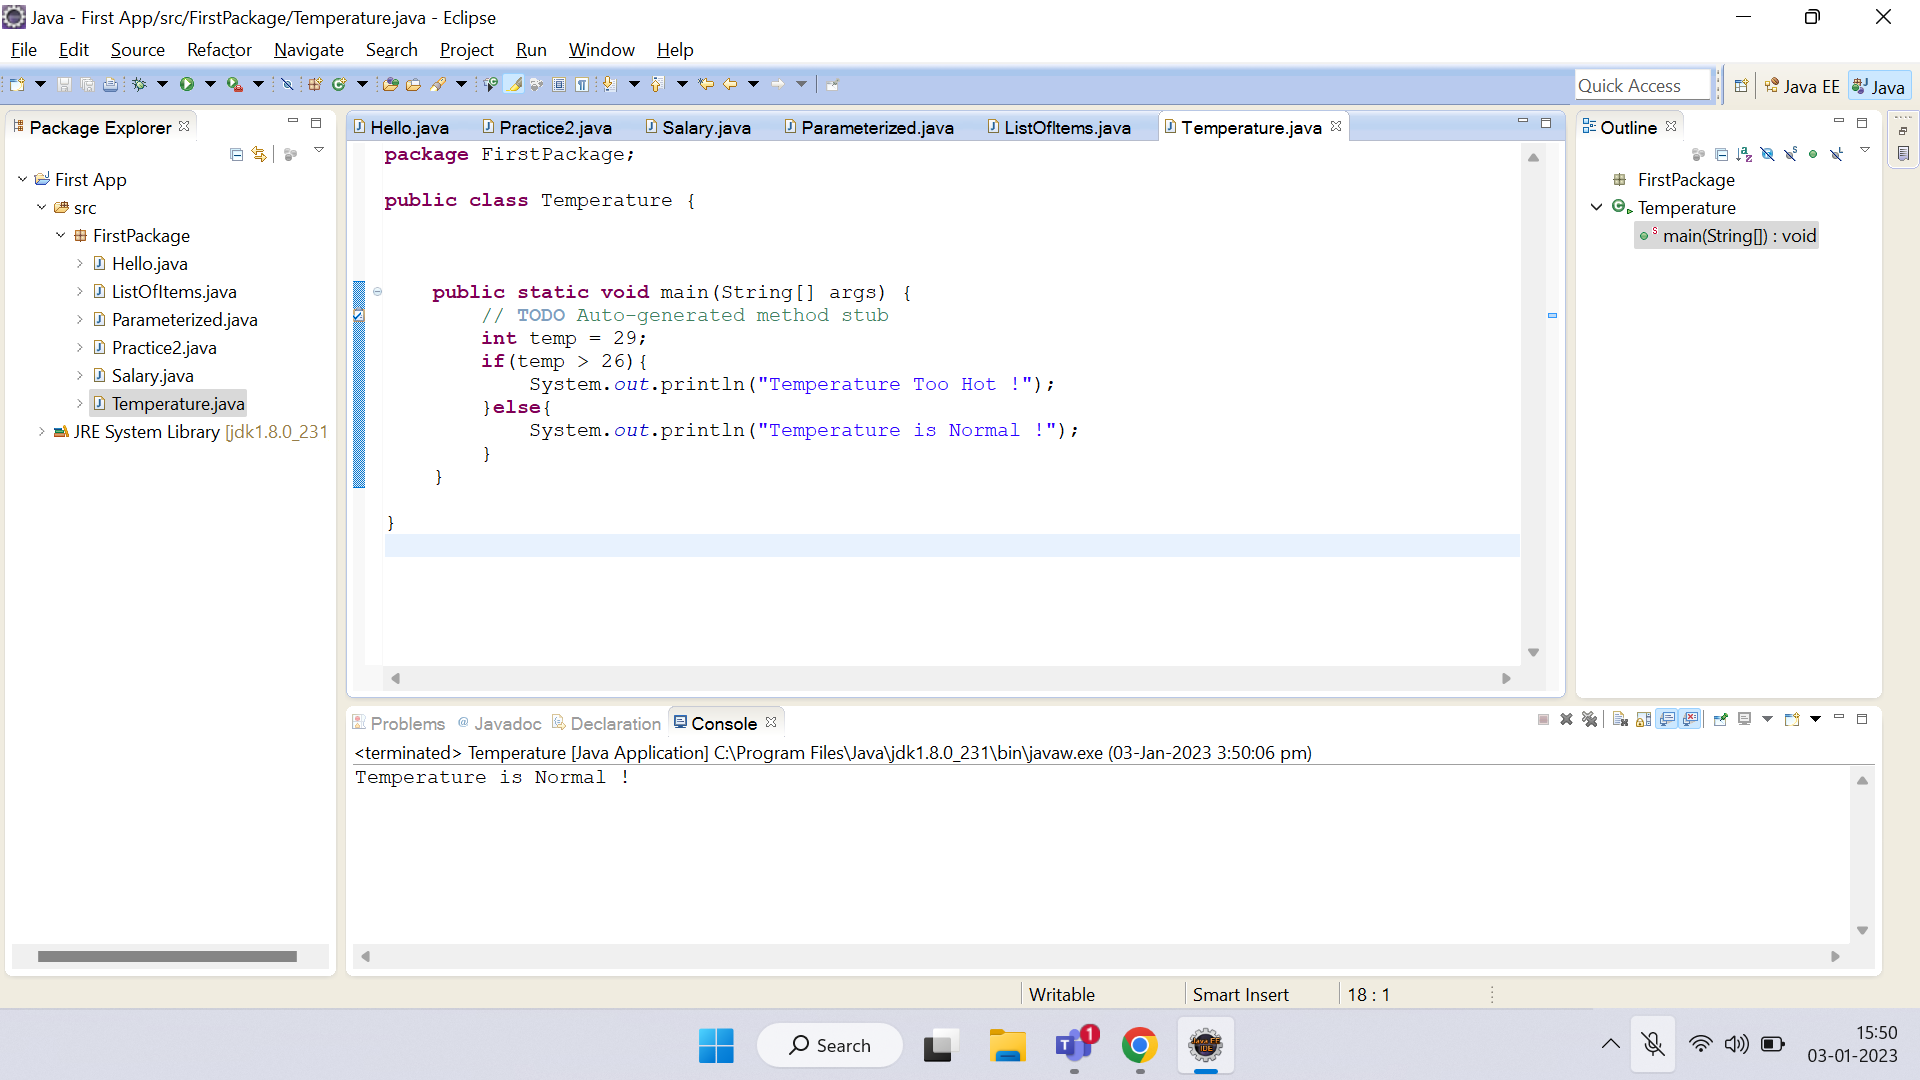 Java - First App/src/FirstPackage/Temperature.java - Eclipse
File Edit Source Refactor Navigate Search Project Run Window Help
Quick Access Java EE Java
Package Explorer
First App
src
FirstPackage
Hello.java
ListOfItems.java
Parameterized.java
Practice2.java
Salary.java
Temperature.java
JRE System Library [jdk1.8.0_231
Hello.java Practice2.java Salary.java Parameterized.java ListOfItems.java Temperature.java
package FirstPackage;
public class Temperature {
public static void main(String[] args) {
// TODO Auto-generated method stub
int temp = 29;
if(temp > 26){
System.out.println("Temperature Too Hot !");
}else{
System.out.println("Temperature is Normal !");
}
}
}
Outline
FirstPackage
Temperature
main(String[]) : void
Problems Javadoc Declaration Console
<terminated> Temperature [Java Application] C:\Program Files\Java\jdk1.8.0_231\bin\javaw.exe (03-Jan-2023 3:50:06 pm)
Temperature is Normal !
Writable Smart Insert 18 : 1
Search
1
15:50
03-01-2023